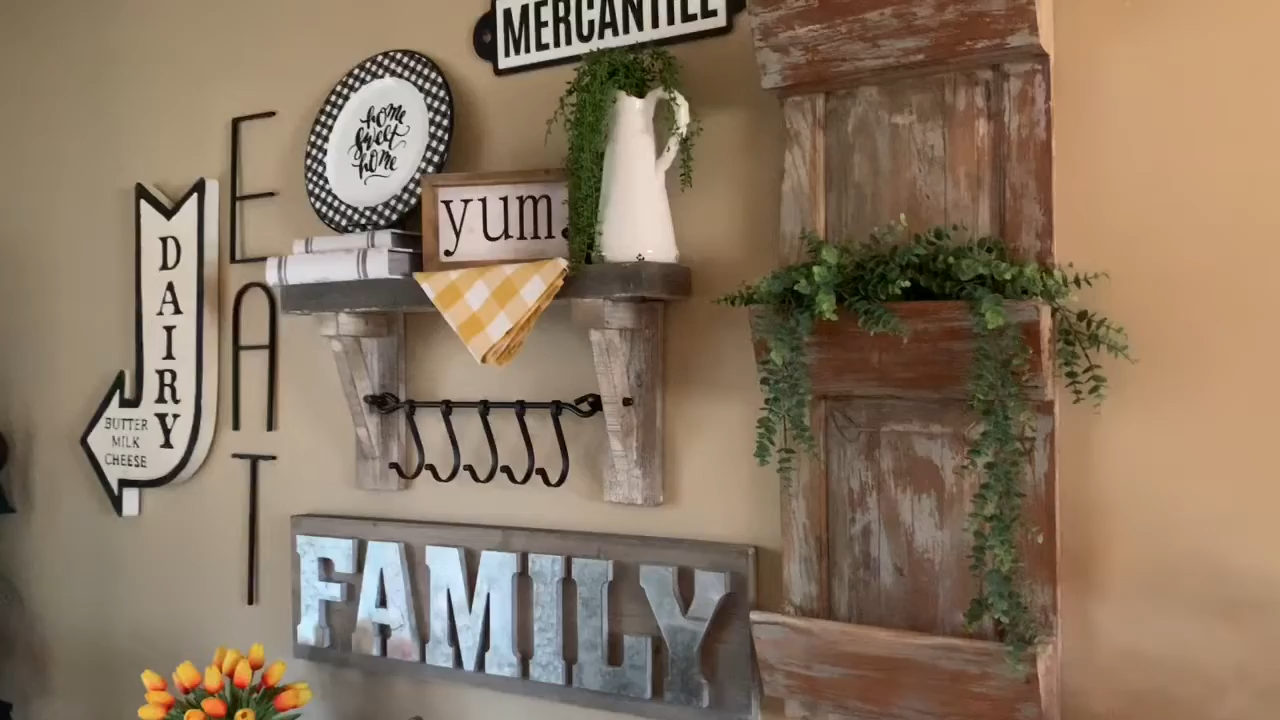 MERCANTILE
home
sweet
home
yum.
E
A
T
DAIRY
BUTTER
MILK
CHEESE
FAMILY